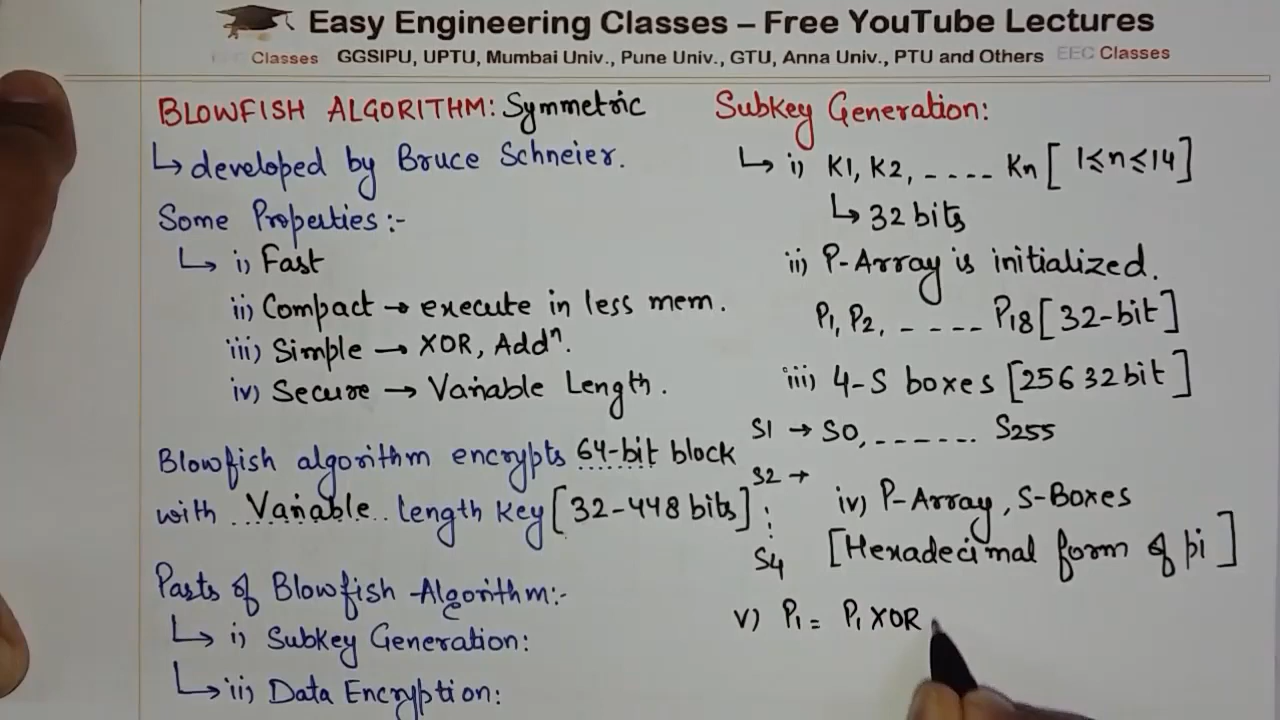 Easy Engineering Classes – Free YouTube Lectures
Classes GGSIPU, UPTU, Mumbai Univ., Pune Univ., GTU, Anna Univ., PTU and Others EEC Classes
BLOWFISH ALGORITHM: Symmetric
↳ developed by Bruce Schneier.
Some Properties :-
↳ i) Fast
ii) Compact → execute in less mem.
iii) Simple → XOR, Addⁿ.
iv) Secure → Variable Length.
Blowfish algorithm encrypts 64-bit block
with Variable length key [32-448 bits]
Parts of Blowfish Algorithm:-
↳ i) Subkey Generation:
↳ ii) Data Encryption:
Subkey Generation:
↳ i) K1, K2, ---- Kn [1≤n≤14]
↳ 32 bits
ii) P-Array is initialized.
P1, P2, ---- P18 [32-bit]
iii) 4-S boxes [256 32 bit]
S1 → S0, ------- S255
S2 →
S4
iv) P-Array, S-Boxes
[Hexadecimal form of pi]
v) P1 = P1 XOR